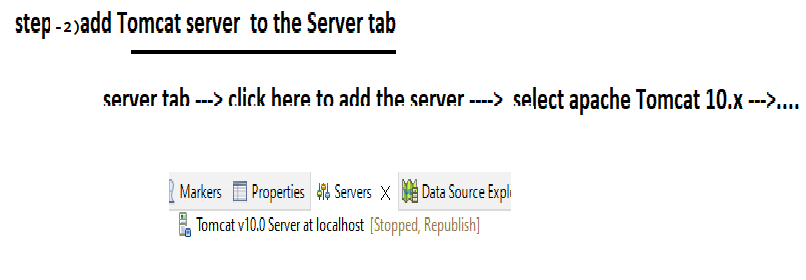 step -2)add Tomcat server to the Server tab
server tab ---> click here to add the server ----> select apache Tomcat 10.x --->....
Markers Properties Servers Data Source Expl
Tomcat v10.0 Server at localhost [Stopped, Republish]